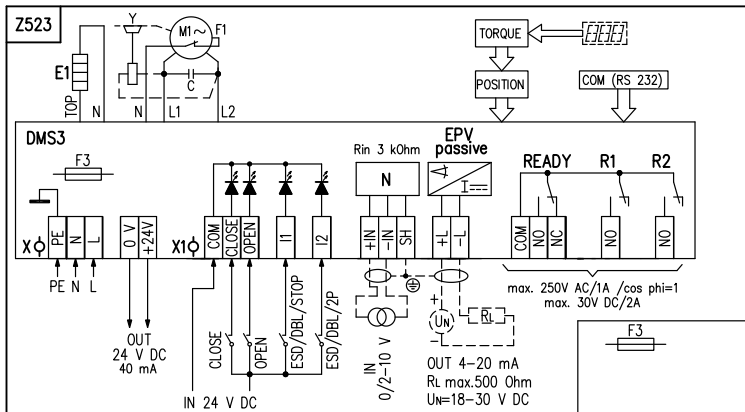 Z523
Y
M1~
F1
E1
C
TOP
N
N
L1
L2
TORQUE
POSITION
COM (RS 232)
DMS3
F3
Rin 3 kOhm
N
EPV
passive
I
READY
R1
R2
X
PE
N
L
0 V
+24V
X1
COM
CLOSE
OPEN
I1
I2
+IN
-IN
SH
+L
-L
COM
NO
NC
NO
NO
PE N L
OUT
24 V DC
40 mA
CLOSE
OPEN
ESD/DBL/STOP
ESD/DBL/2P
IN 24 V DC
IN
0/2-10 V
+
UN
-
RL
OUT 4-20 mA
RL max.500 Ohm
UN=18-30 V DC
max. 250V AC/1A /cos phi=1
max. 30V DC/2A
F3